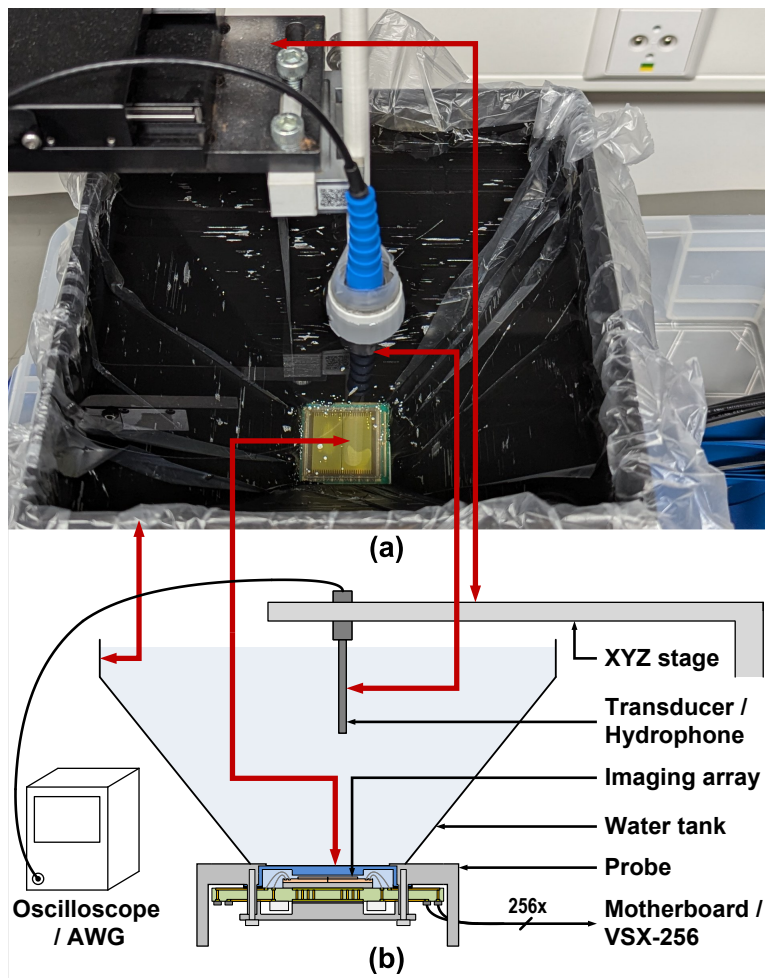 (a)
XYZ stage
Transducer /
Hydrophone
Imaging array
Water tank
Probe
Oscilloscope
/ AWG
256x
Motherboard /
VSX-256
(b)